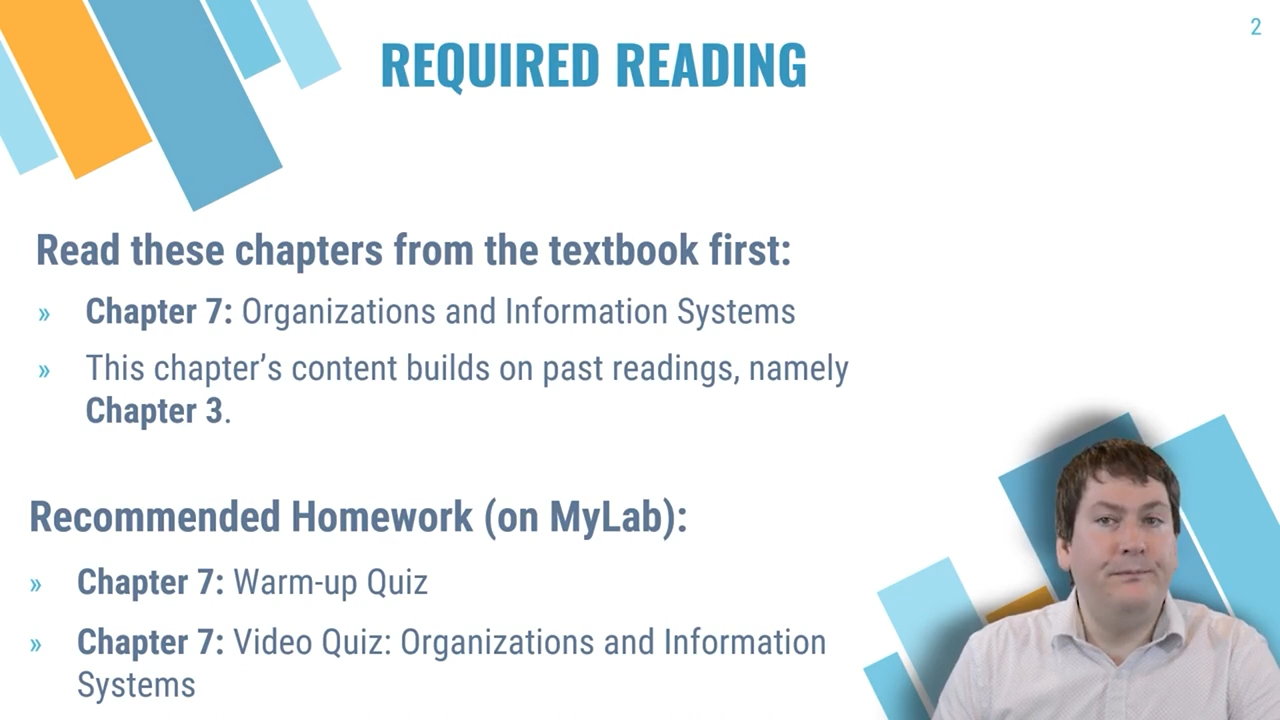 2
REQUIRED READING
Read these chapters from the textbook first:
» Chapter 7: Organizations and Information Systems
» This chapter’s content builds on past readings, namely
Chapter 3.
Recommended Homework (on MyLab):
» Chapter 7: Warm-up Quiz
» Chapter 7: Video Quiz: Organizations and Information
Systems